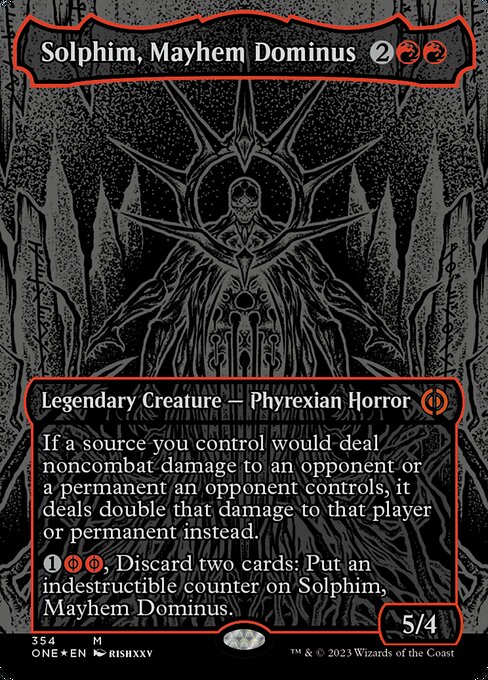 Solphim, Mayhem Dominus 2
Legendary Creature — Phyrexian Horror
If a source you control would deal
noncombat damage to an opponent or
a permanent an opponent controls, it
deals double that damage to that player
or permanent instead.
1, Discard two cards: Put an
indestructible counter on Solphim,
Mayhem Dominus.
5/4
354 M
ONE★EN RISHXXV
™ & © 2023 Wizards of the Coast